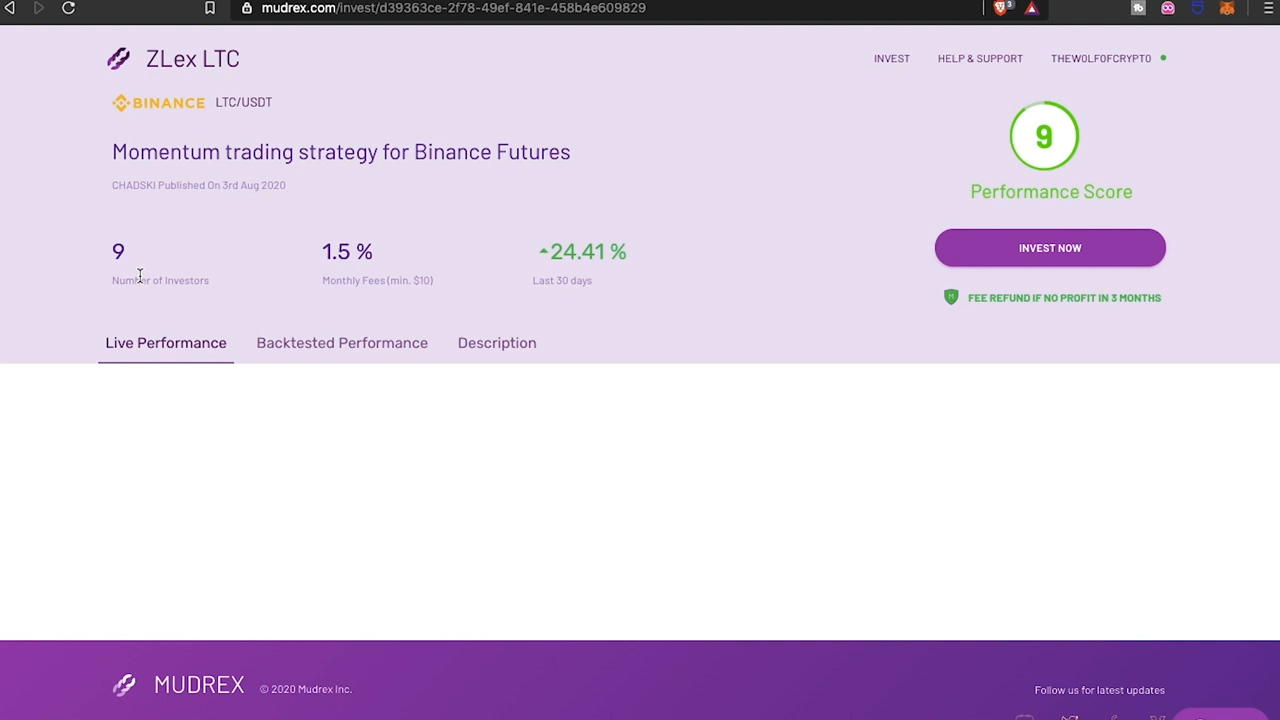 mudrex.com/invest/d39363ce-2f78-49ef-841e-458b4e609829
3
ZLex LTC
INVEST HELP & SUPPORT THEW0LF0FCRYPT0
BINANCE LTC/USDT
9
Momentum trading strategy for Binance Futures
CHADSKI Published On 3rd Aug 2020
Performance Score
9 1.5 % 24.41 %
INVEST NOW
Number of Investors Monthly Fees (min. $10) Last 30 days
FEE REFUND IF NO PROFIT IN 3 MONTHS
Live Performance Backtested Performance Description
MUDREX © 2020 Mudrex Inc.
Follow us for latest updates